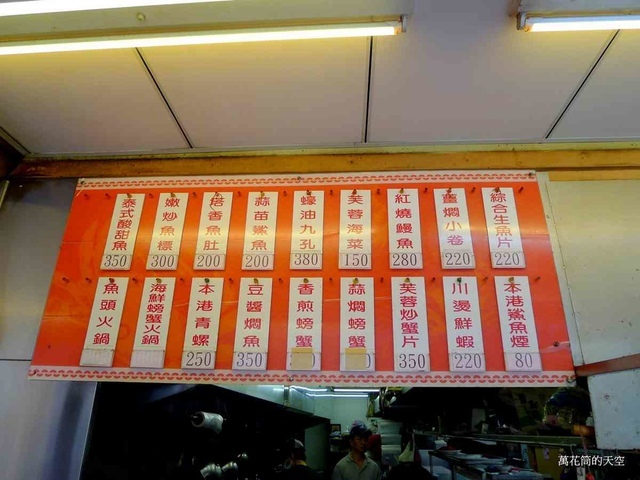 綜合生魚片 220
薑燜小卷 220
紅燒鰻魚 280
芙蓉海菜 150
蠔油九孔 380
蒜苗鯊魚 200
塔香魚肚 200
嫩炒魚標 300
泰式酸甜魚 350
本港鯊魚煙 80
川燙鮮蝦 220
芙蓉炒蟹片 350
蒜燜螃蟹
香煎螃蟹
豆醬燜魚 350
本港青螺 250
海鮮螃蟹火鍋
魚頭火鍋
萬花筒的天空